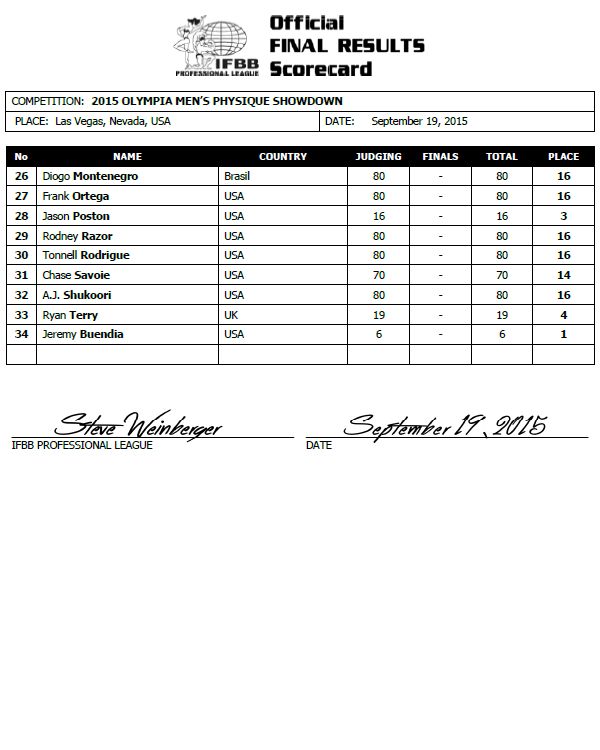 Official
FINAL RESULTS
Scorecard
IFBB
PROFESSIONAL LEAGUE
COMPETITION: 2015 OLYMPIA MEN'S PHYSIQUE SHOWDOWN
PLACE: Las Vegas, Nevada, USA DATE: September 19, 2015
No NAME COUNTRY JUDGING FINALS TOTAL PLACE
26 Diogo Montenegro Brasil 80 - 80 16
27 Frank Ortega USA 80 - 80 16
28 Jason Poston USA 16 - 16 3
29 Rodney Razor USA 80 - 80 16
30 Tonnell Rodrigue USA 80 - 80 16
31 Chase Savoie USA 70 - 70 14
32 A.J. Shukoori USA 80 - 80 16
33 Ryan Terry UK 19 - 19 4
34 Jeremy Buendia USA 6 - 6 1
Steve Weinberger September 19, 2015
IFBB PROFESSIONAL LEAGUE DATE